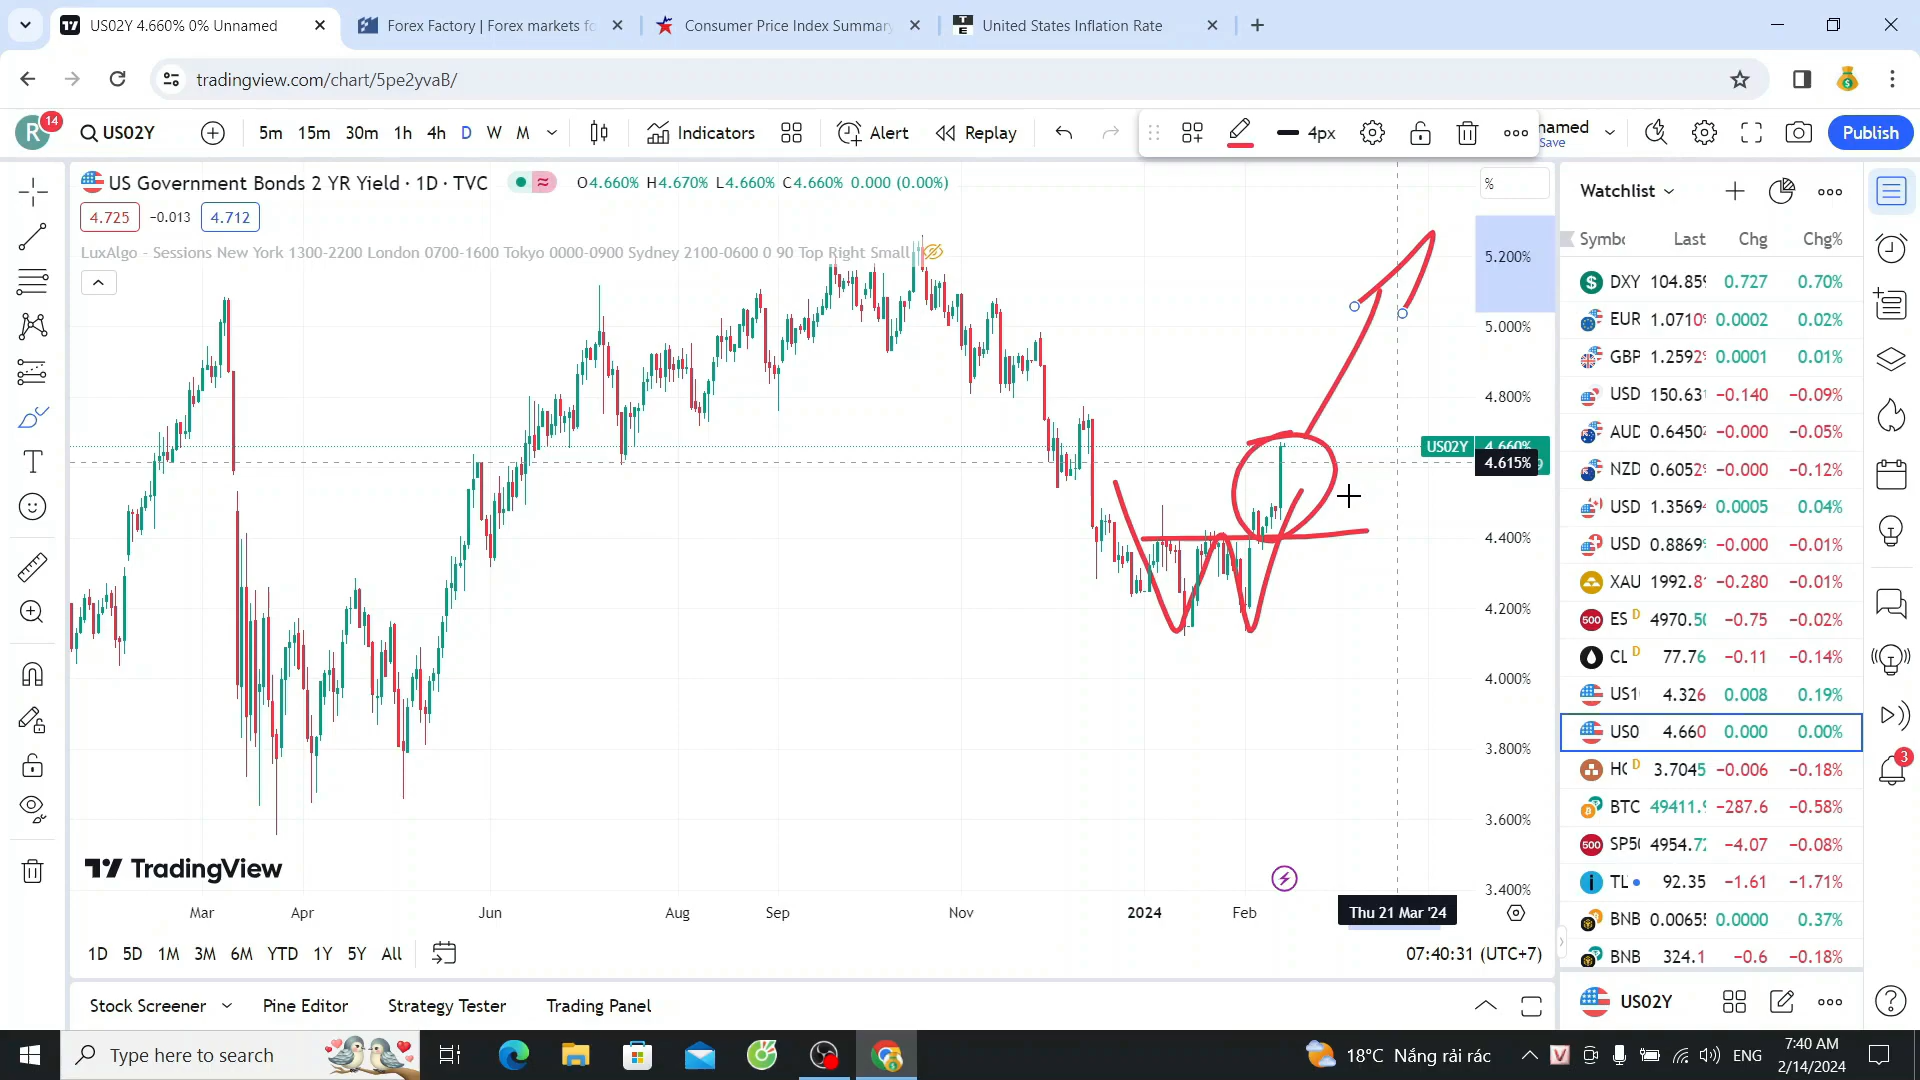 US02Y 4.660% 0% Unnamed
Forex Factory | Forex markets fo
Consumer Price Index Summary
United States Inflation Rate
tradingview.com/chart/5pe2yvaB/
R 14
US02Y
5m 15m 30m 1h 4h D W M
Indicators
Alert
Replay
4px
named
Save
Publish
US Government Bonds 2 YR Yield · 1D · TVC
O4.660% H4.670% L4.660% C4.660% 0.000 (0.00%)
4.725 −0.013 4.712
LuxAlgo - Sessions New York 1300-2200 London 0700-1600 Tokyo 0000-0900 Sydney 2100-0600 0 90 Top Right Small
%
5.200%
5.000%
4.800%
US02Y 4.660%
4.615%
4.400%
4.200%
4.000%
3.800%
3.600%
3.400%
TradingView
Mar Apr Jun Aug Sep Nov 2024 Feb Thu 21 Mar '24
1D 5D 1M 3M 6M YTD 1Y 5Y All
07:40:31 (UTC+7)
Stock Screener Pine Editor Strategy Tester Trading Panel
Watchlist
Symbo Last Chg Chg%
DXY 104.85 0.727 0.70%
EUR 1.0710 0.0002 0.02%
GBP 1.2592 0.0001 0.01%
USD 150.63 −0.140 −0.09%
AUD 0.6450 −0.000 −0.05%
NZD 0.6052 −0.000 −0.12%
USD 1.3569 0.0005 0.04%
USD 0.8869 −0.000 −0.01%
XAU 1992.8 −0.280 −0.01%
500 ES D 4970.50 −0.75 −0.02%
CL D 77.76 −0.11 −0.14%
US1 4.326 0.008 0.19%
US0 4.660 0.000 0.00%
HG D 3.7045 −0.006 −0.18%
BTC 49411. −287.6 −0.58%
500 SP50 4954.7 −4.07 −0.08%
TL 92.35 −1.61 −1.71%
BNB 0.0065 0.0000 0.37%
BNB 324.1 −0.6 −0.18%
US02Y
3
Type here to search
18°C Nắng rải rác
ENG
7:40 AM
2/14/2024